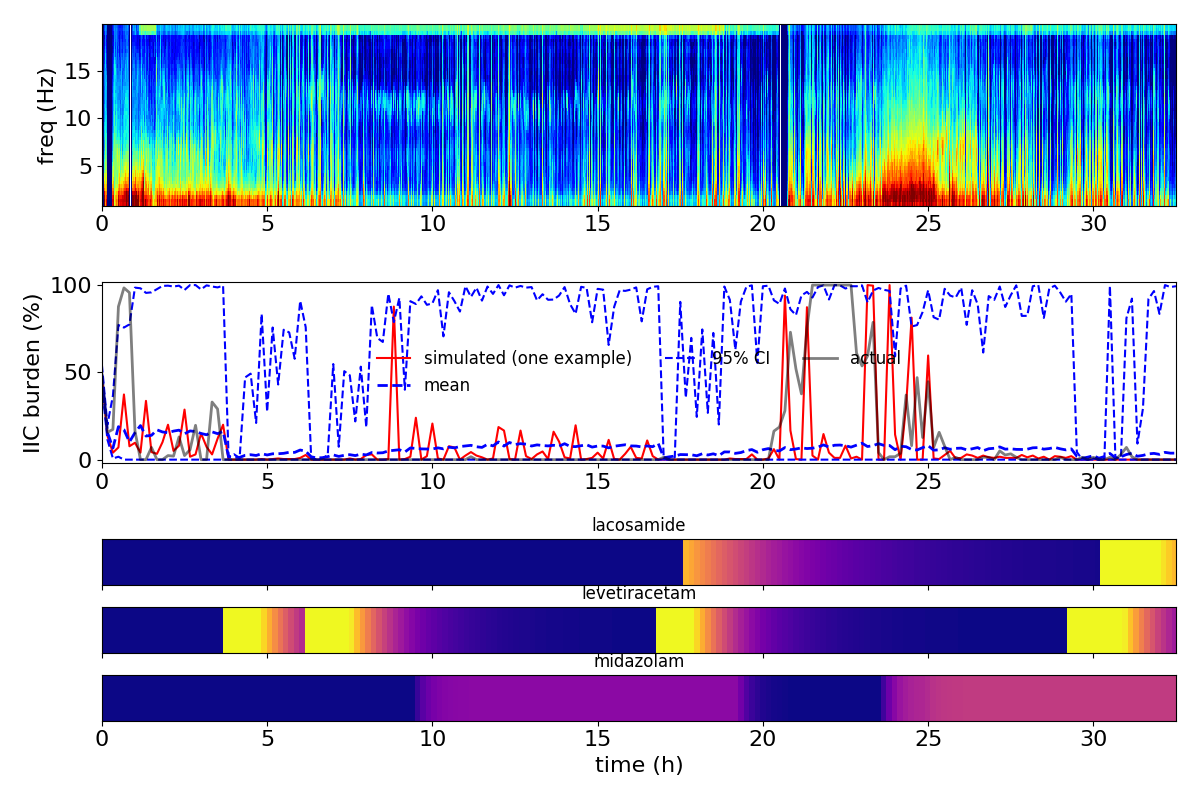 freq (Hz)
15
10
5
0 5 10 15 20 25 30
IIC burden (%)
100
50
0
simulated (one example) 95% CI actual
mean
0 5 10 15 20 25 30
lacosamide
levetiracetam
midazolam
0 5 10 15 20 25 30
time (h)